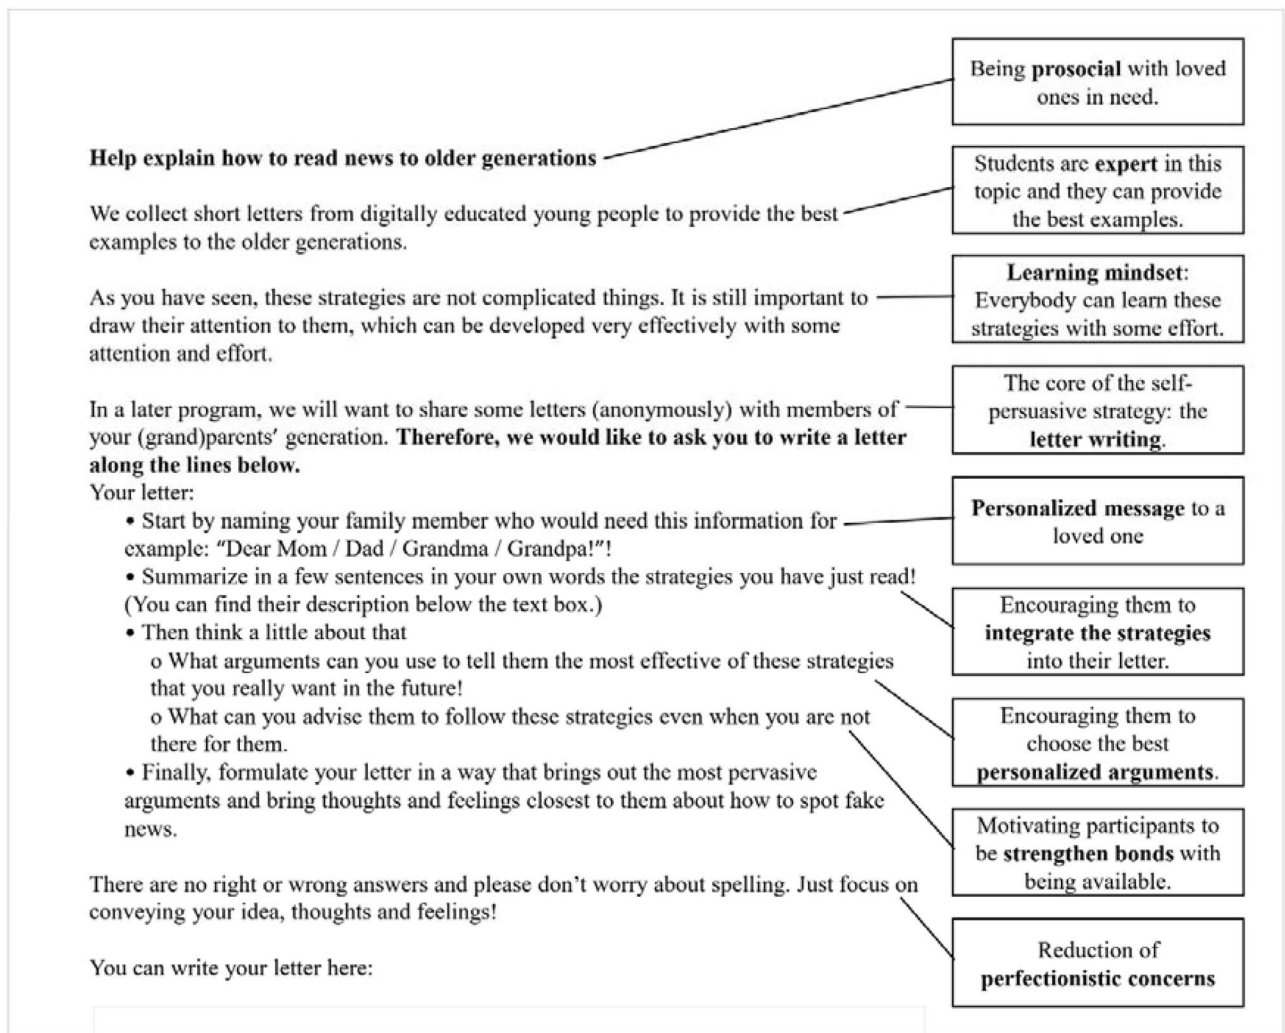 Being prosocial with loved
ones in need.
Help explain how to read news to older generations
Students are expert in this
topic and they can provide
the best examples.
We collect short letters from digitally educated young people to provide the best
examples to the older generations.
Learning mindset:
Everybody can learn these
strategies with some effort.
As you have seen, these strategies are not complicated things. It is still important to
draw their attention to them, which can be developed very effectively with some
attention and effort.
The core of the self-
persuasive strategy: the
letter writing.
In a later program, we will want to share some letters (anonymously) with members of
your (grand)parents' generation. Therefore, we would like to ask you to write a letter
along the lines below.
Your letter:
Personalized message to a
loved one
• Start by naming your family member who would need this information for
example: "Dear Mom / Dad / Grandma / Grandpa!"!
• Summarize in a few sentences in your own words the strategies you have just read!
(You can find their description below the text box.)
Encouraging them to
integrate the strategies
into their letter.
• Then think a little about that
o What arguments can you use to tell them the most effective of these strategies
that you really want in the future!
Encouraging them to
choose the best
personalized arguments.
o What can you advise them to follow these strategies even when you are not
there for them.
Motivating participants to
be strengthen bonds with
being available.
• Finally, formulate your letter in a way that brings out the most pervasive
arguments and bring thoughts and feelings closest to them about how to spot fake
news.
There are no right or wrong answers and please don't worry about spelling. Just focus on
conveying your idea, thoughts and feelings!
Reduction of
perfectionistic concerns
You can write your letter here: